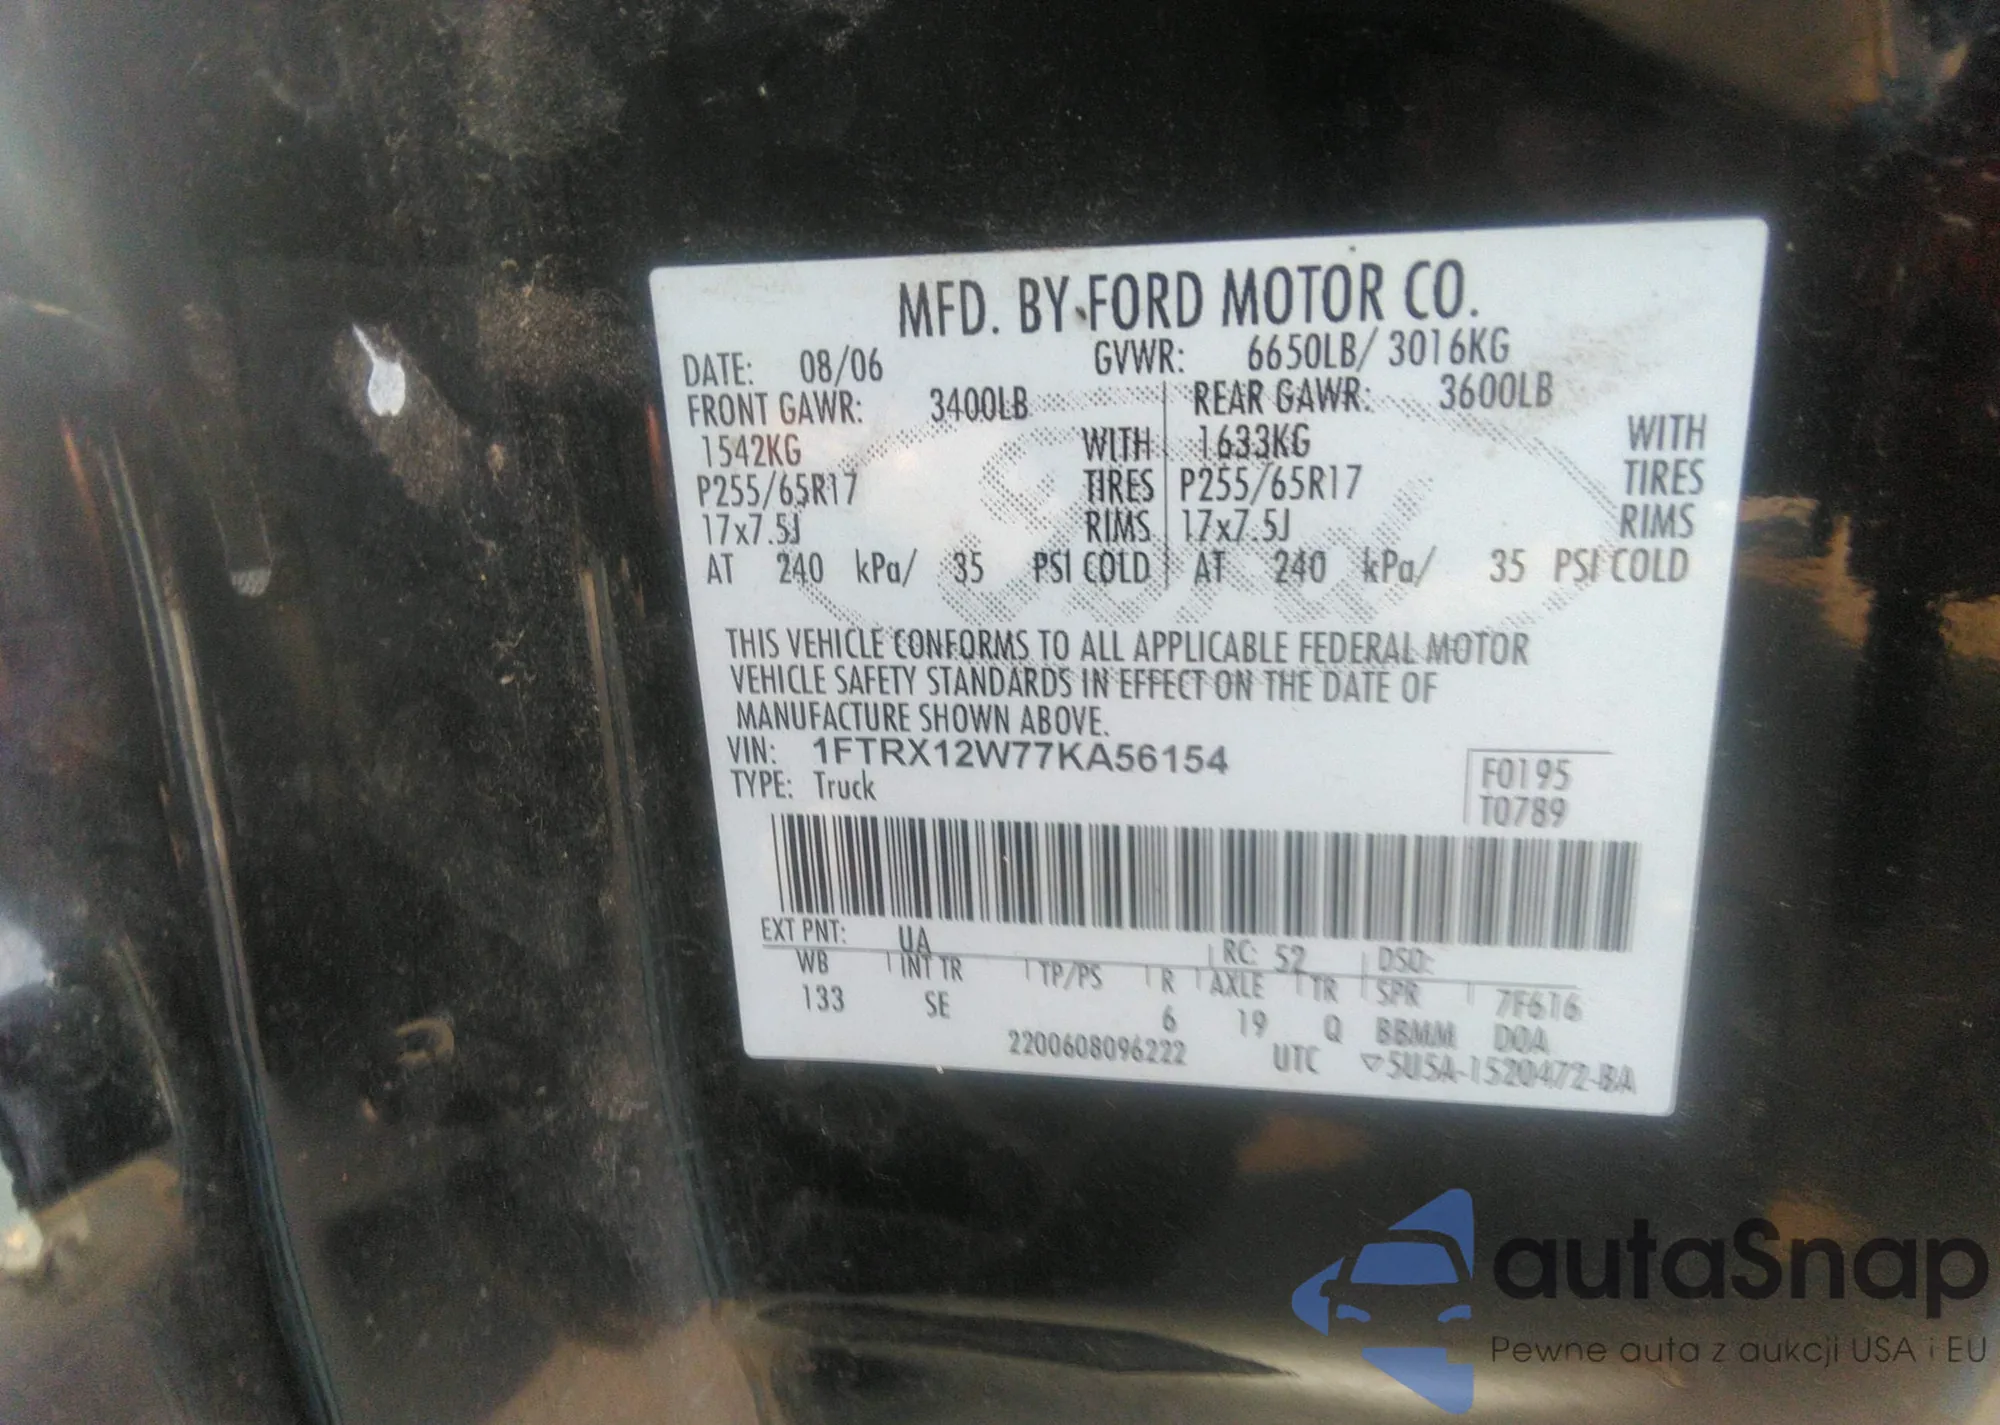 MFD. BY FORD MOTOR CO.
DATE: 08/06 GVWR: 6650LB/ 3016KG
FRONT GAWR: 3400LB REAR GAWR: 3600LB
1542KG WITH 1633KG WITH
P255/65R17 TIRES P255/65R17 TIRES
17x7.5J RIMS 17x7.5J RIMS
AT 240 kPa/ 35 PSI COLD AT 240 kPa/ 35 PSI COLD
THIS VEHICLE CONFORMS TO ALL APPLICABLE FEDERAL MOTOR
VEHICLE SAFETY STANDARDS IN EFFECT ON THE DATE OF
MANUFACTURE SHOWN ABOVE.
VIN: 1FTRX12W77KA56154
TYPE: Truck
F0195
T0789
EXT PNT: UA RC: 52 DSO:
WB INT TR TP/PS R AXLE TR SPR 7F6T6
133 SE 6 19 Q BBMM DOA
2200608096222 UTC ▽5U5A-1520472-BA
autaSnap
Pewne auta z aukcji USA i EU